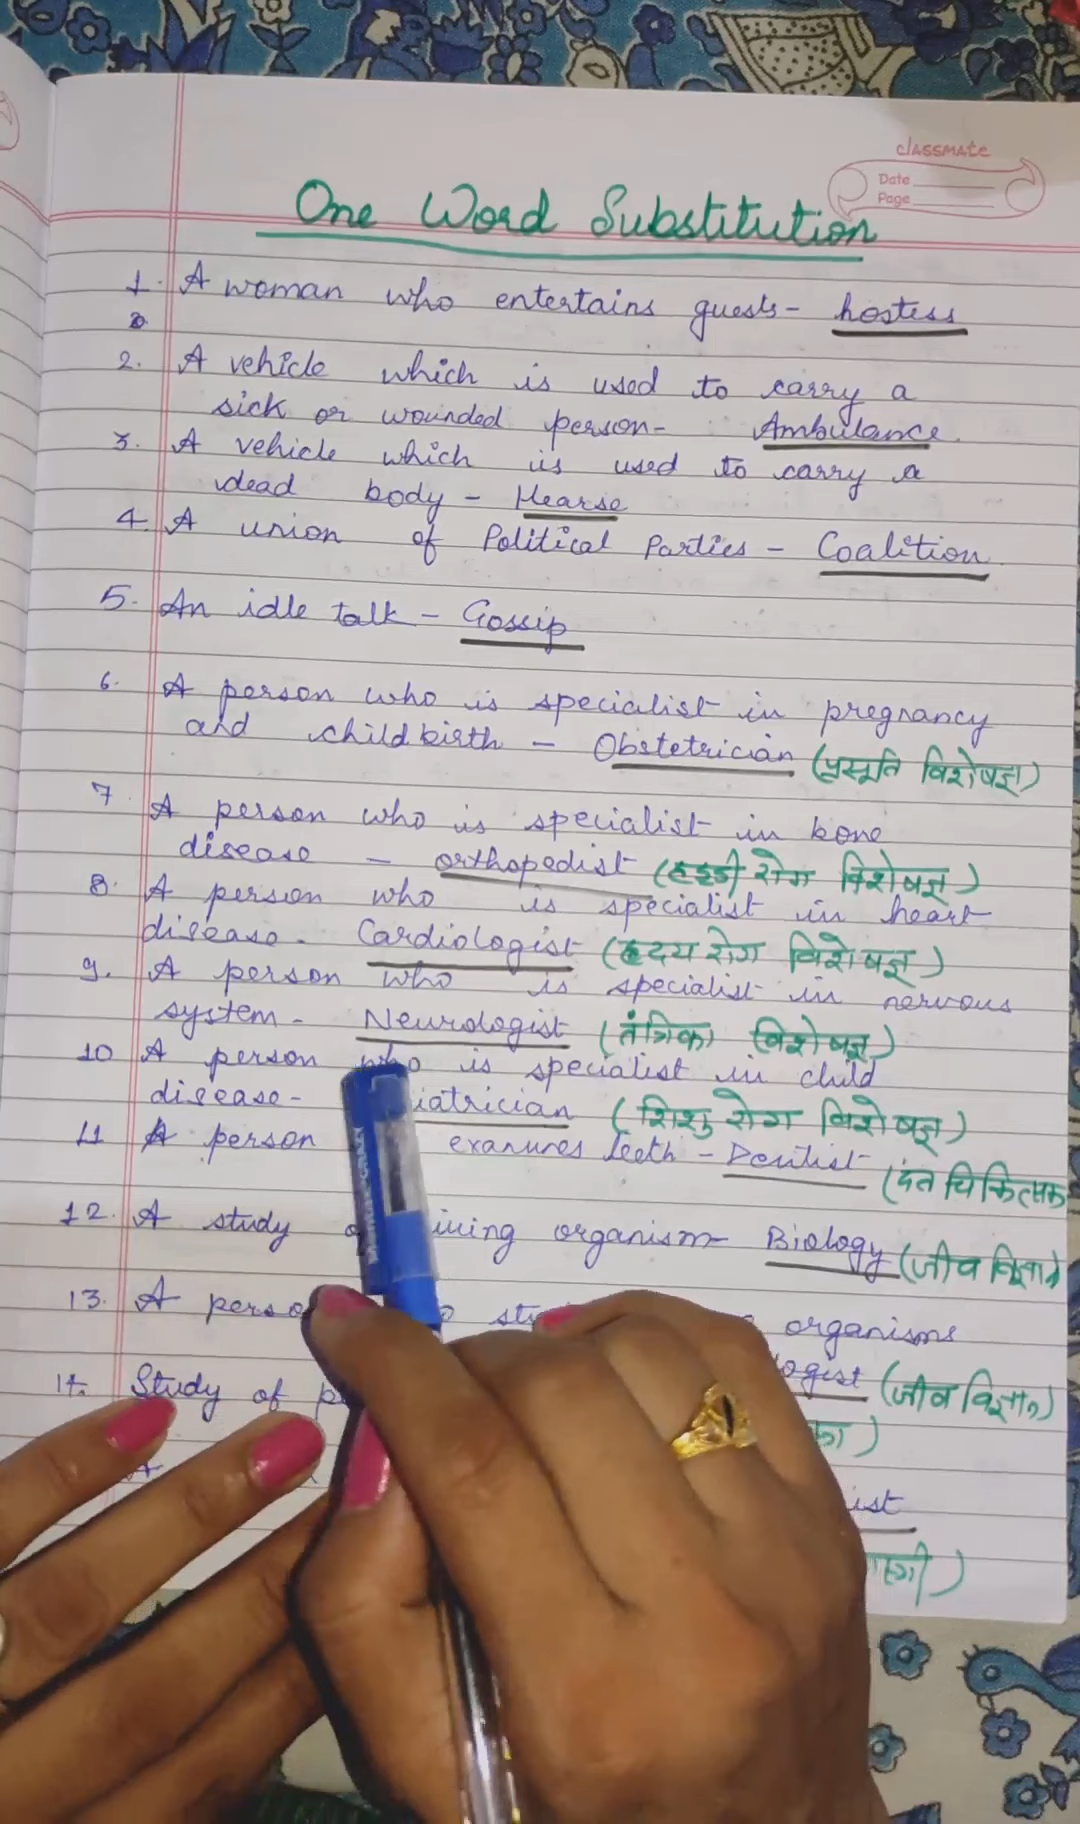 classmate
Date
Page
One Word Substitution
1. A woman who entertains guests - hostess
2. A vehicle which is used to carry a
sick or wounded person - Ambulance.
3. A vehicle which is used to carry a
dead body - Hearse
4. A union of Political Parties - Coalition.
5. An idle talk - Gossip
6. A person who is specialist in pregnancy
and childbirth - Obstetrician (प्रसूति विशेषज्ञ)
7 A person who is specialist in bone
disease - orthopedist (हड्डी रोग विशेषज्ञ)
8. A person who is specialist in heart
disease - Cardiologist (हृदय रोग विशेषज्ञ)
9. A person who is specialist in nervous
system - Neurologist (तंत्रिका विशेषज्ञ)
10 A person who is specialist in child
disease - iatrician (शिशु रोग विशेषज्ञ)
11 A person examines teeth - Dentist (दंत चिकित्सक
12. A study living organism - Biology (जीव विज्ञान)
13. A organisms
logist (जीव विज्ञान)
14. Study of
ist